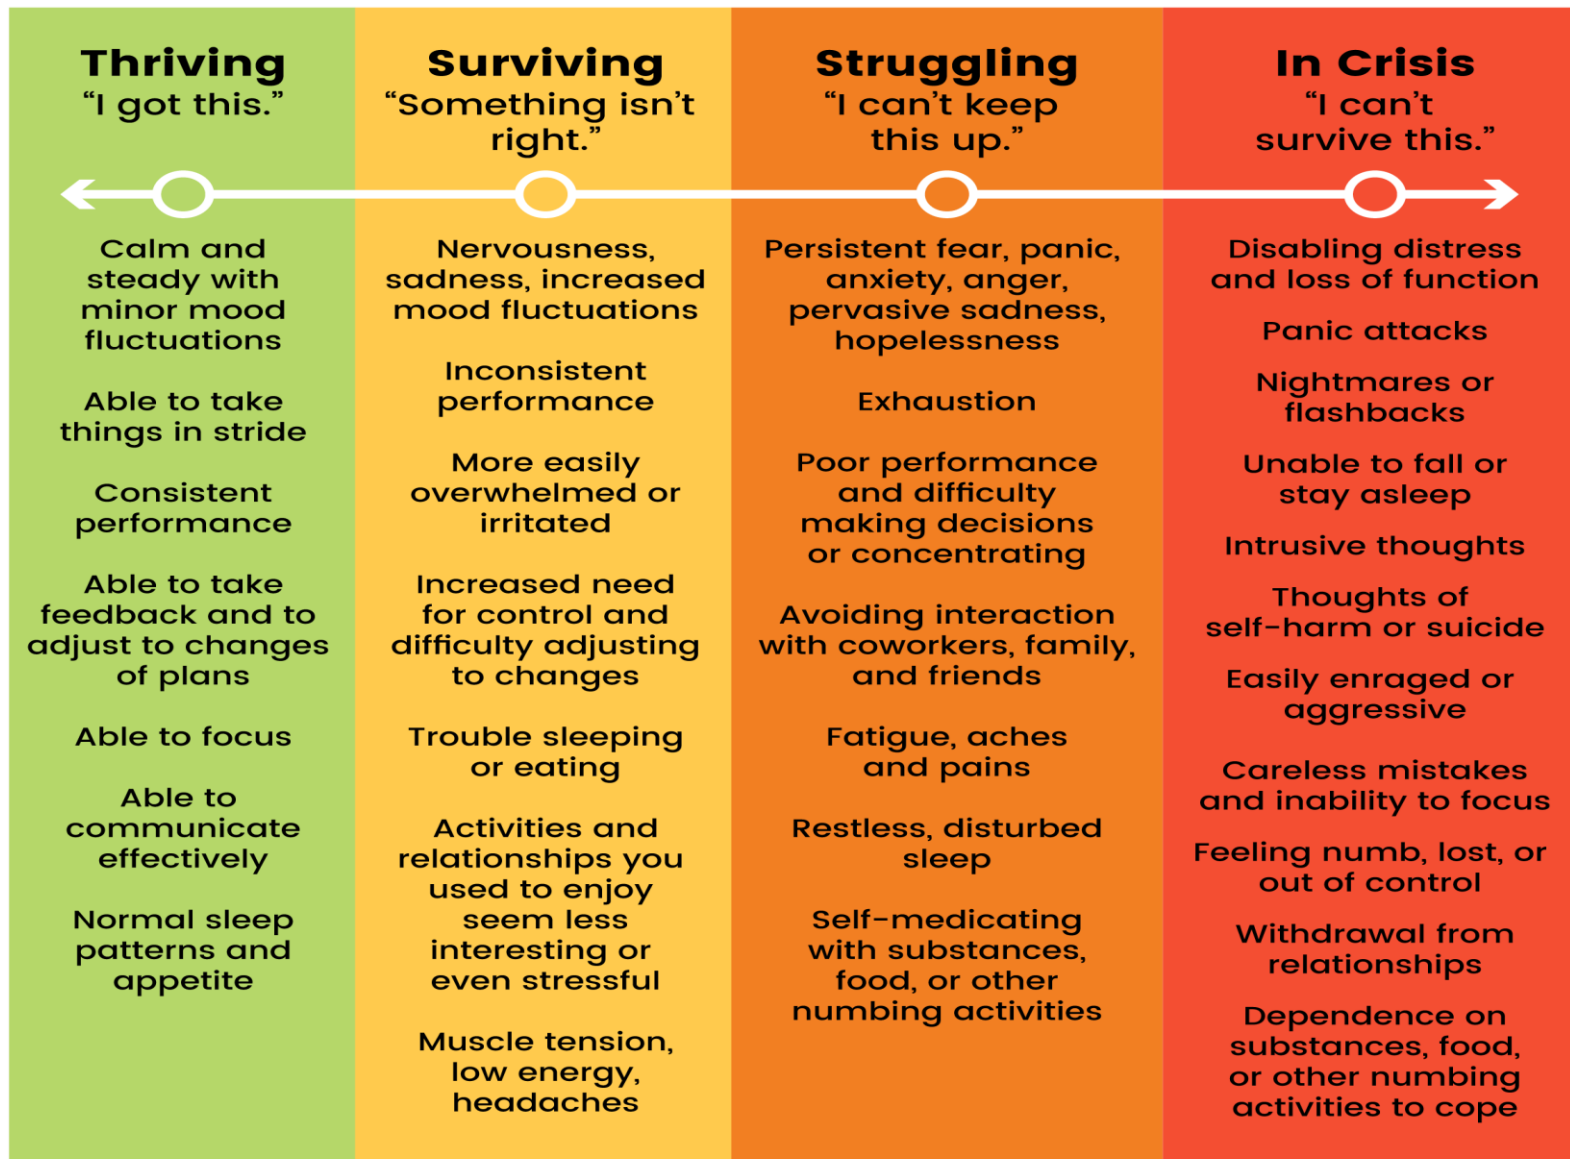 Thriving
“I got this.”
Calm and
steady with
minor mood
fluctuations
Able to take
things in stride
Consistent
performance
Able to take
feedback and to
adjust to changes
of plans
Able to focus
Able to
communicate
effectively
Normal sleep
patterns and
appetite
Surviving
“Something isn’t
right.”
Nervousness,
sadness, increased
mood fluctuations
Inconsistent
performance
More easily
overwhelmed or
irritated
Increased need
for control and
difficulty adjusting
to changes
Trouble sleeping
or eating
Activities and
relationships you
used to enjoy
seem less
interesting or
even stressful
Muscle tension,
low energy,
headaches
Struggling
“I can’t keep
this up.”
Persistent fear, panic,
anxiety, anger,
pervasive sadness,
hopelessness
Exhaustion
Poor performance
and difficulty
making decisions
or concentrating
Avoiding interaction
with coworkers, family,
and friends
Fatigue, aches
and pains
Restless, disturbed
sleep
Self-medicating
with substances,
food, or other
numbing activities
In Crisis
“I can’t
survive this.”
Disabling distress
and loss of function
Panic attacks
Nightmares or
flashbacks
Unable to fall or
stay asleep
Intrusive thoughts
Thoughts of
self-harm or suicide
Easily enraged or
aggressive
Careless mistakes
and inability to focus
Feeling numb, lost, or
out of control
Withdrawal from
relationships
Dependence on
substances, food,
or other numbing
activities to cope